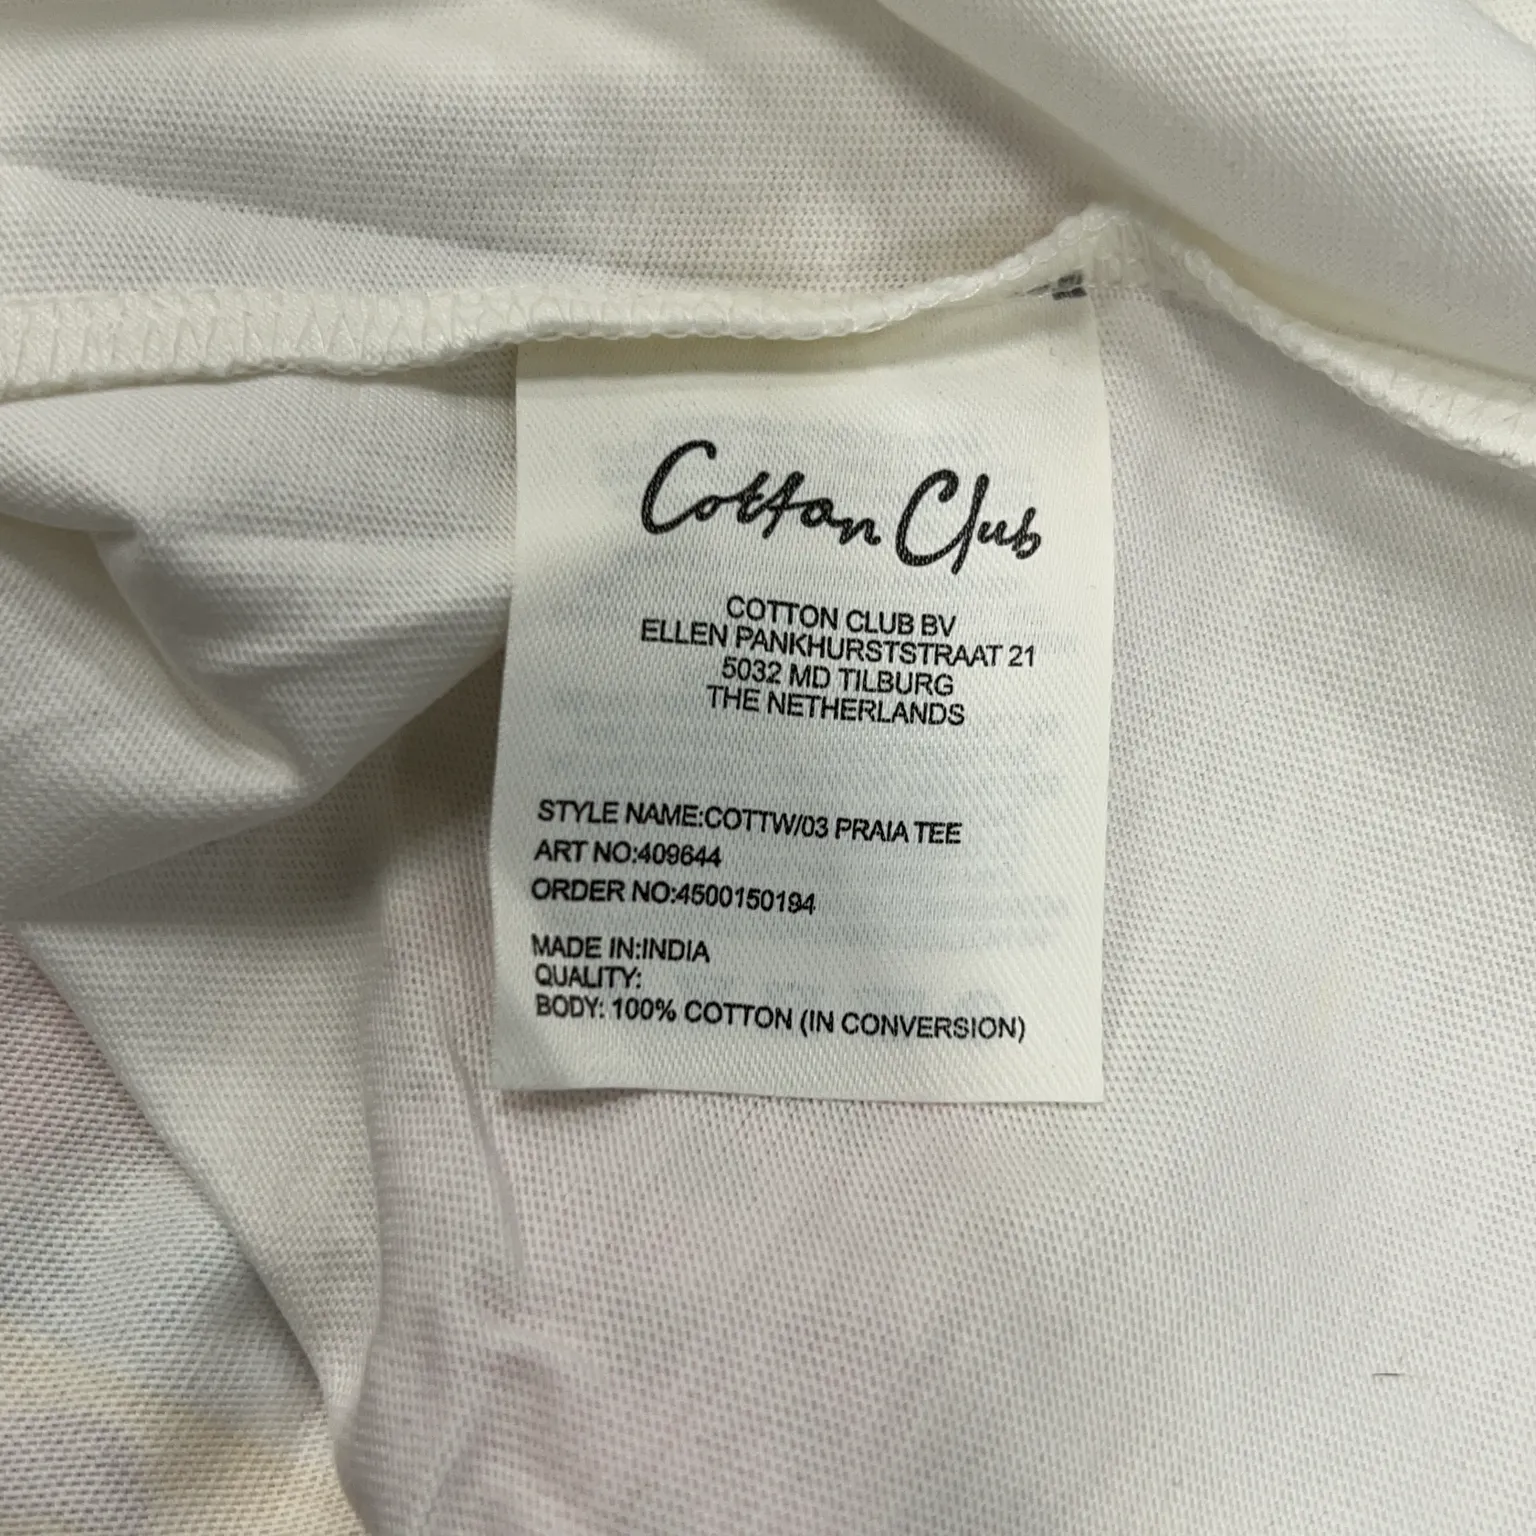 Cotton Club
COTTON CLUB BV
ELLEN PANKHURSTSTRAAT 21
5032 MD TILBURG
THE NETHERLANDS
STYLE NAME:COTTW/03 PRAIA TEE
ART NO:409644
ORDER NO:4500150194
MADE IN:INDIA
QUALITY:
BODY: 100% COTTON (IN CONVERSION)